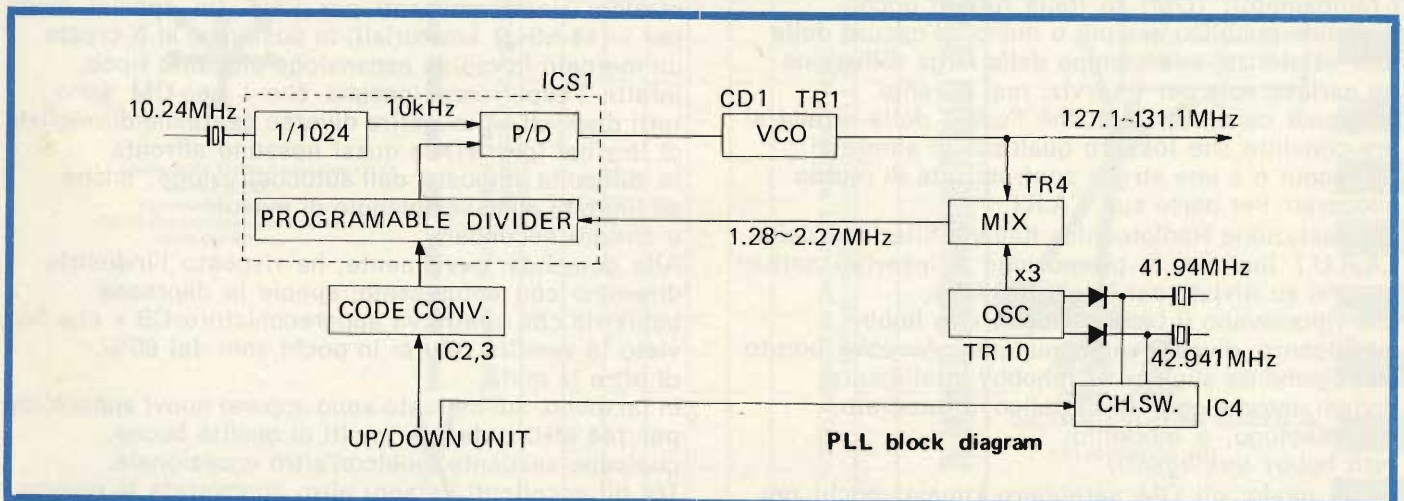 ICS1
10.24MHz
1/1024
10kHz
P/D
CD1 TR1
VCO
127.1~131.1MHz
TR4
MIX
PROGRAMABLE DIVIDER
1.28~2.27MHz
x3
41.94MHz
OSC
TR10
42.941MHz
CODE CONV.
IC2,3
CH.SW.
IC4
UP/DOWN UNIT
PLL block diagram